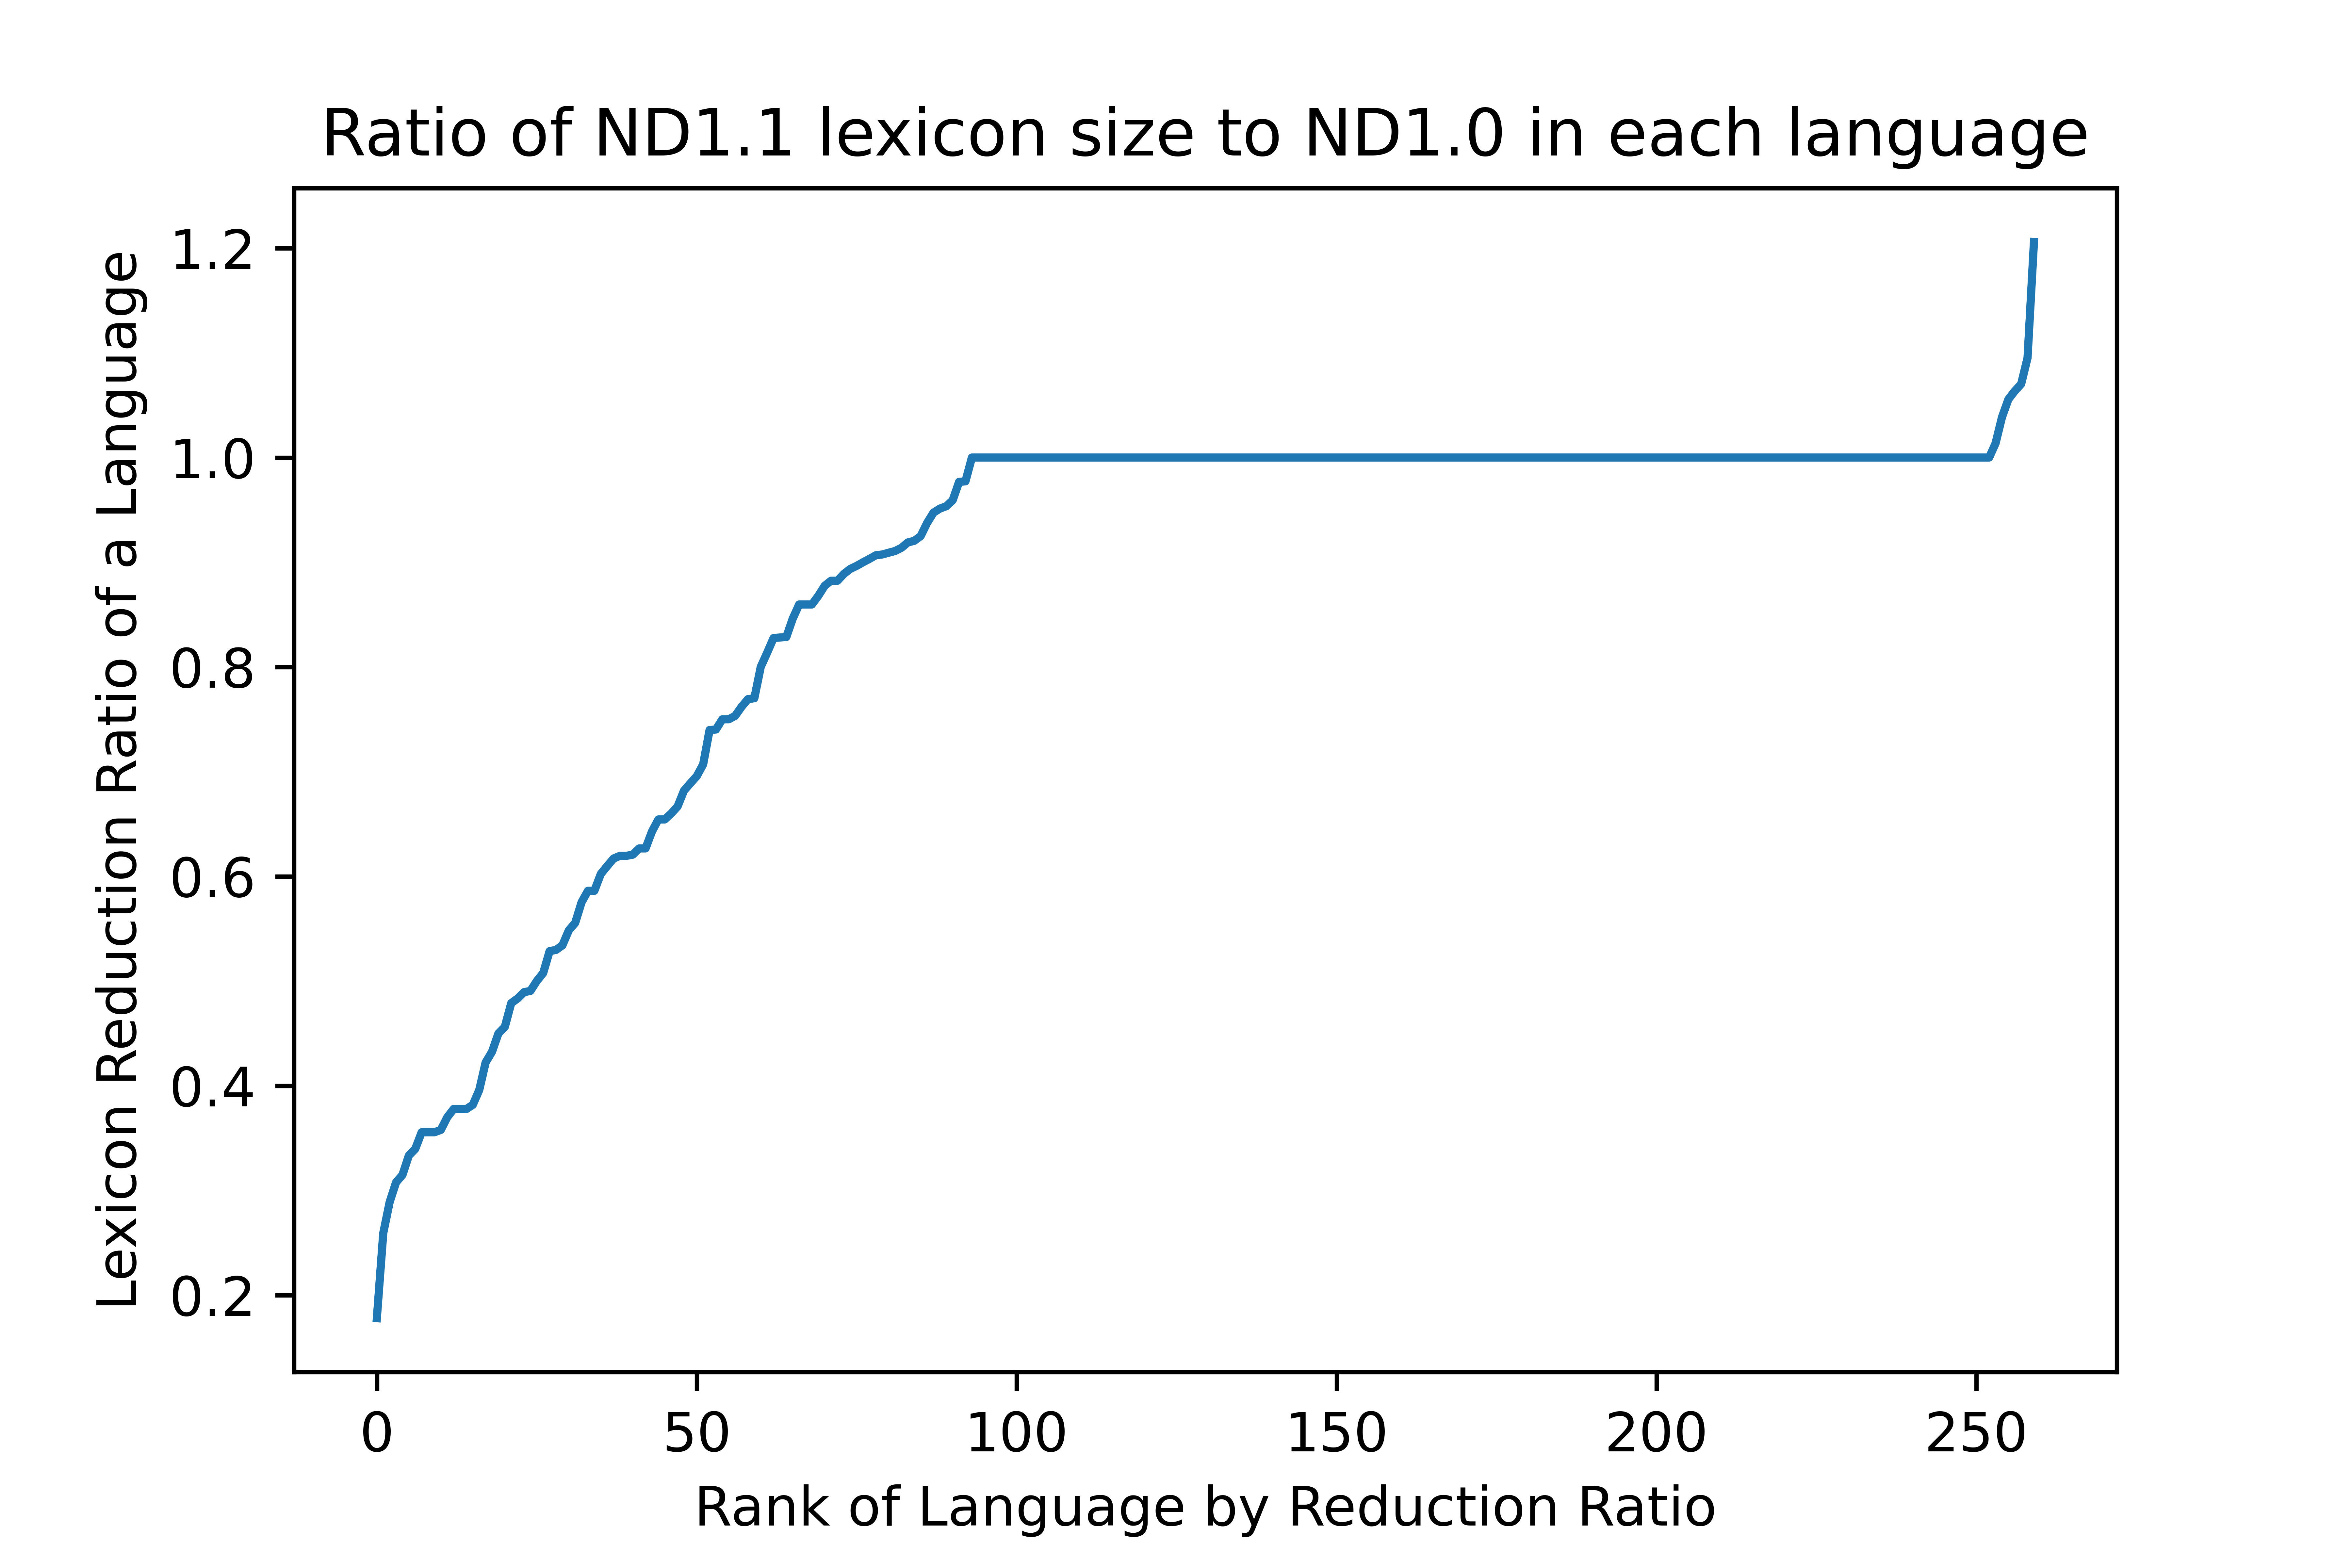 Ratio of ND1.1 lexicon size to ND1.0 in each language
Lexicon Reduction Ratio of a Language
1.2
1.0
0.8
0.6
0.4
0.2
0 50 100 150 200 250
Rank of Language by Reduction Ratio